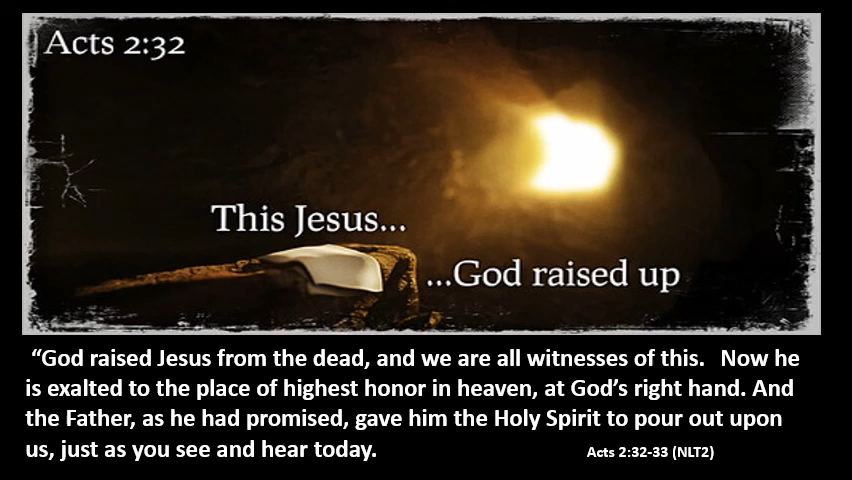 Acts 2:32
This Jesus...
...God raised up
“God raised Jesus from the dead, and we are all witnesses of this.   Now he
is exalted to the place of highest honor in heaven, at God’s right hand. And
the Father, as he had promised, gave him the Holy Spirit to pour out upon
us, just as you see and hear today.
Acts 2:32-33 (NLT2)